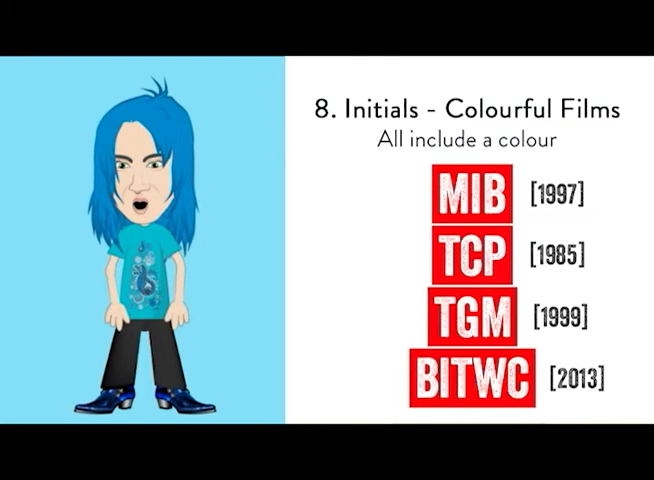 8. Initials - Colourful Films
All include a colour
MIB [1997]
TCP [1985]
TGM [1999]
BITWC [2013]